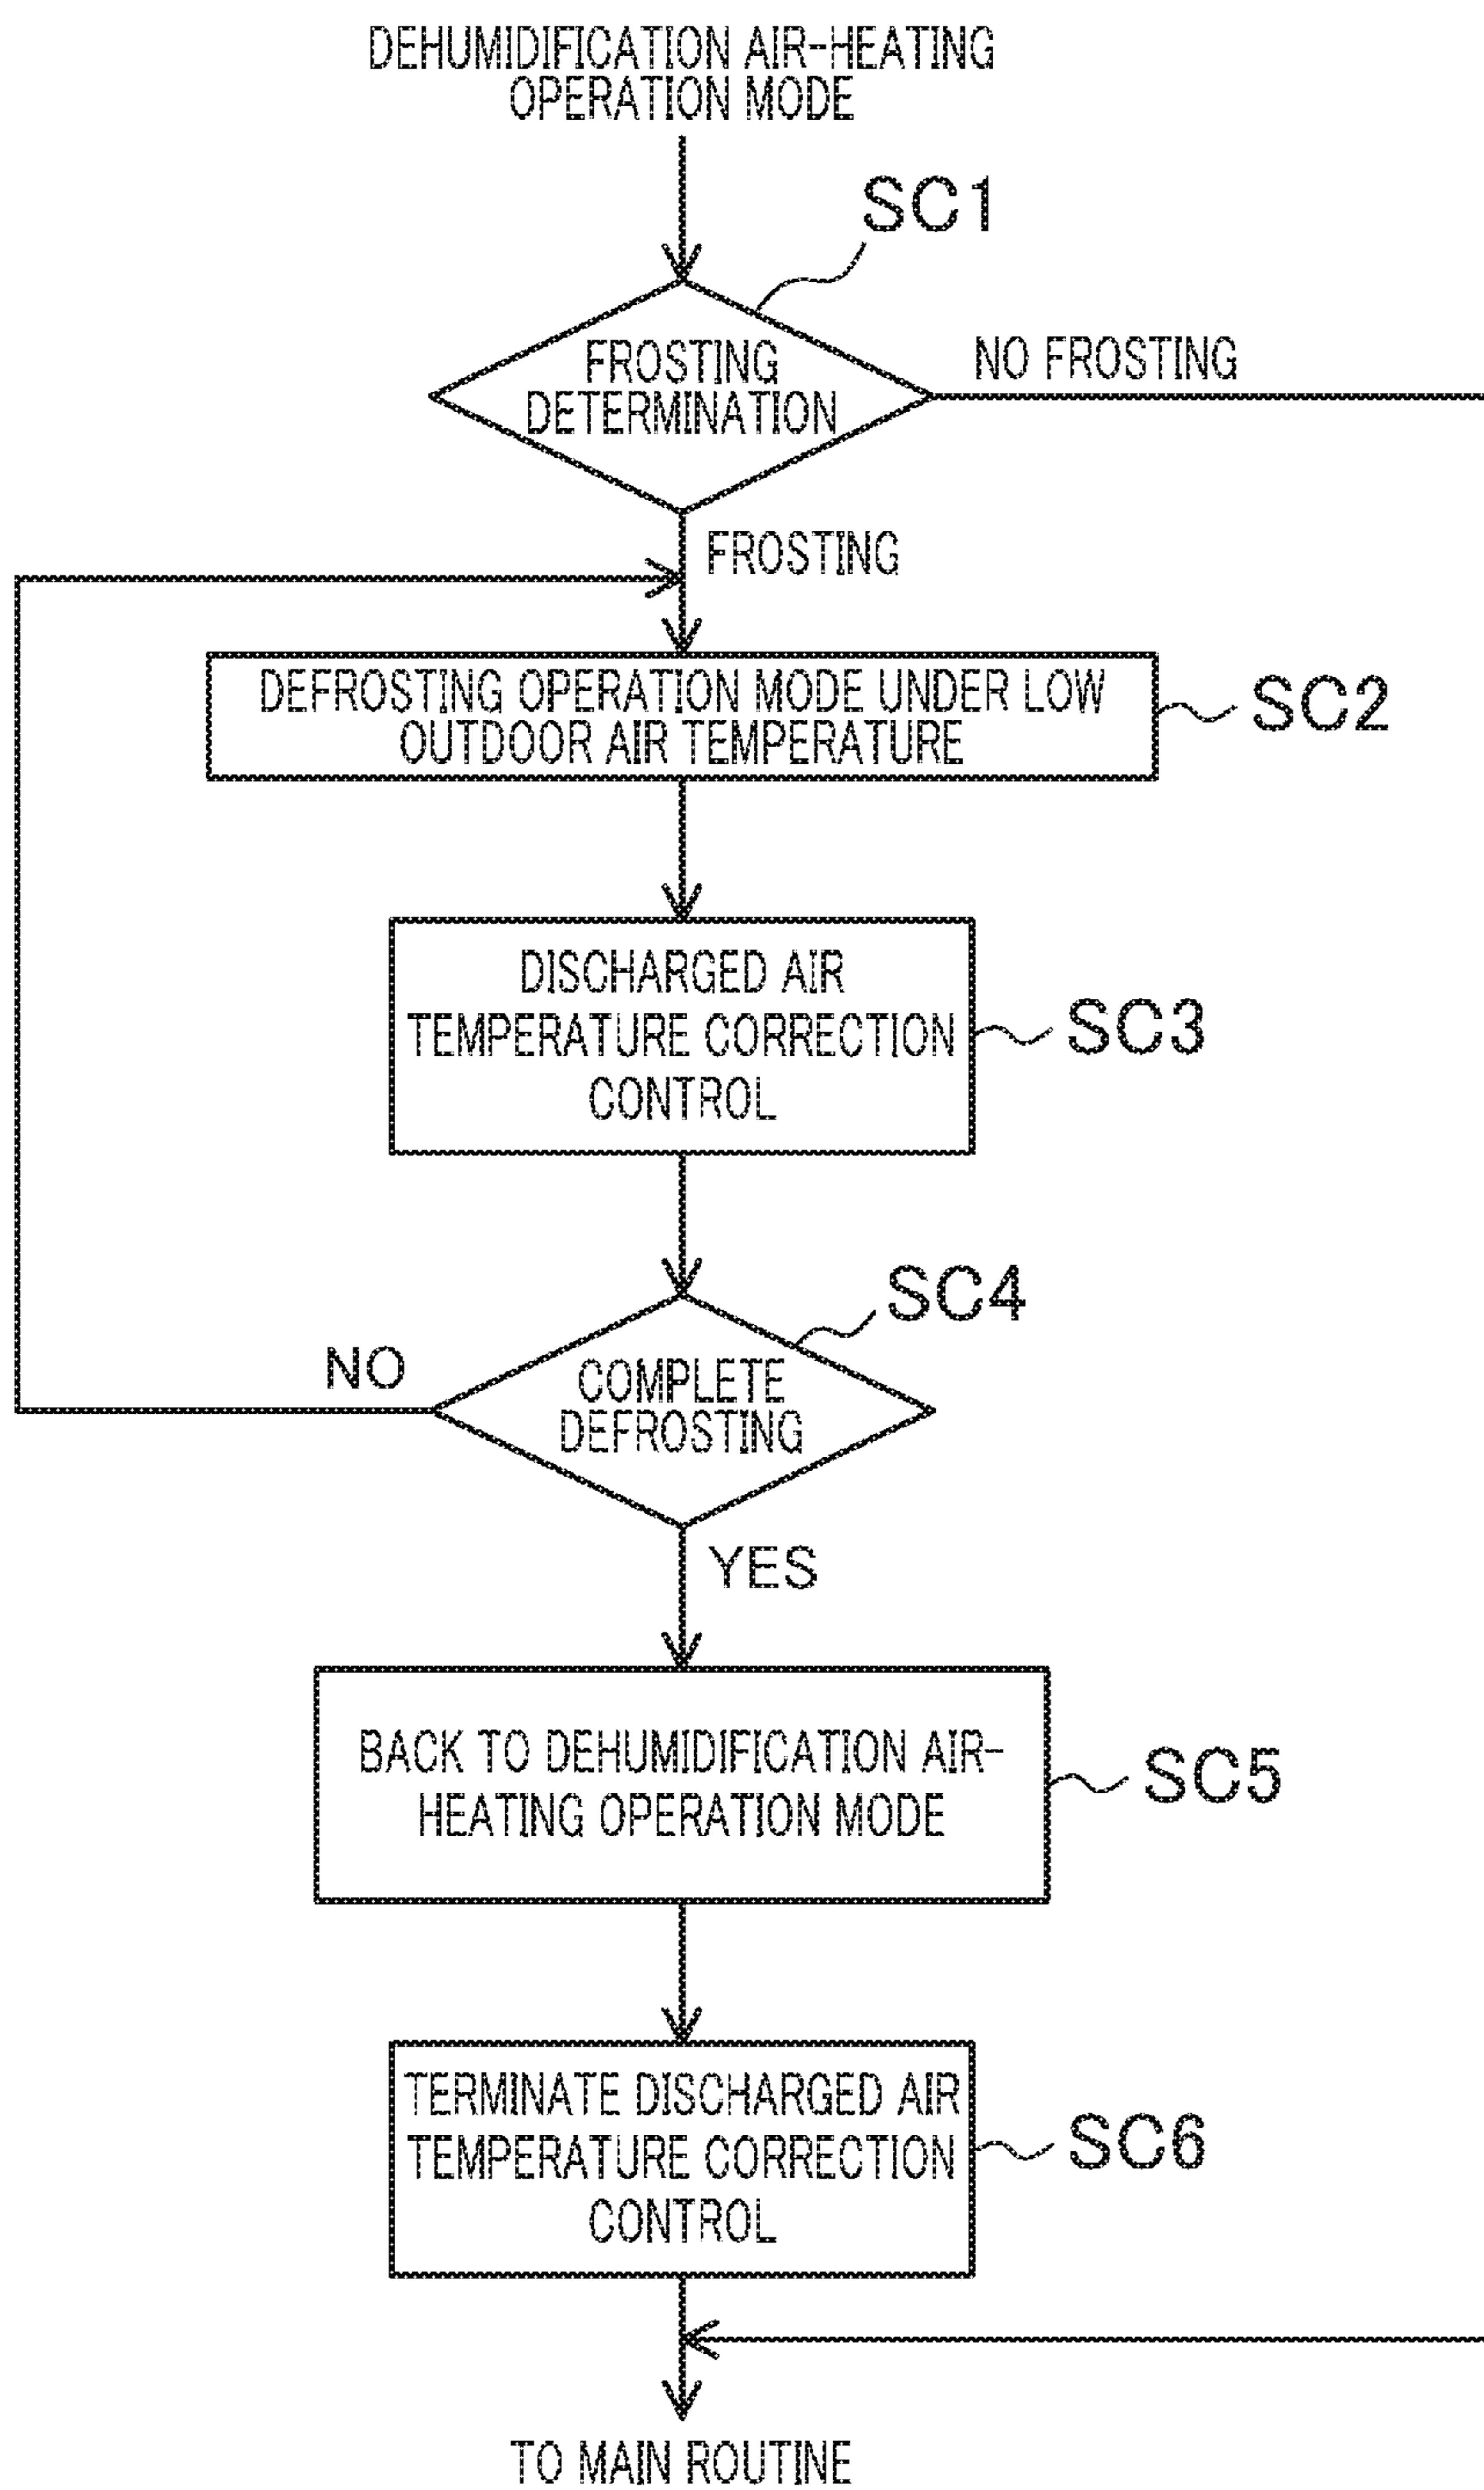 DEHUMIDIFICATION AIR-HEATING
OPERATION MODE
SC1
FROSTING
DETERMINATION
NO FROSTING
FROSTING
DEFROSTING OPERATION MODE UNDER LOW
OUTDOOR AIR TEMPERATURE
SC2
DISCHARGED AIR
TEMPERATURE CORRECTION
CONTROL
SC3
SC4
NO
COMPLETE
DEFROSTING
YES
BACK TO DEHUMIDIFICATION AIR-
HEATING OPERATION MODE
SC5
TERMINATE DISCHARGED AIR
TEMPERATURE CORRECTION
CONTROL
SC6
TO MAIN ROUTINE